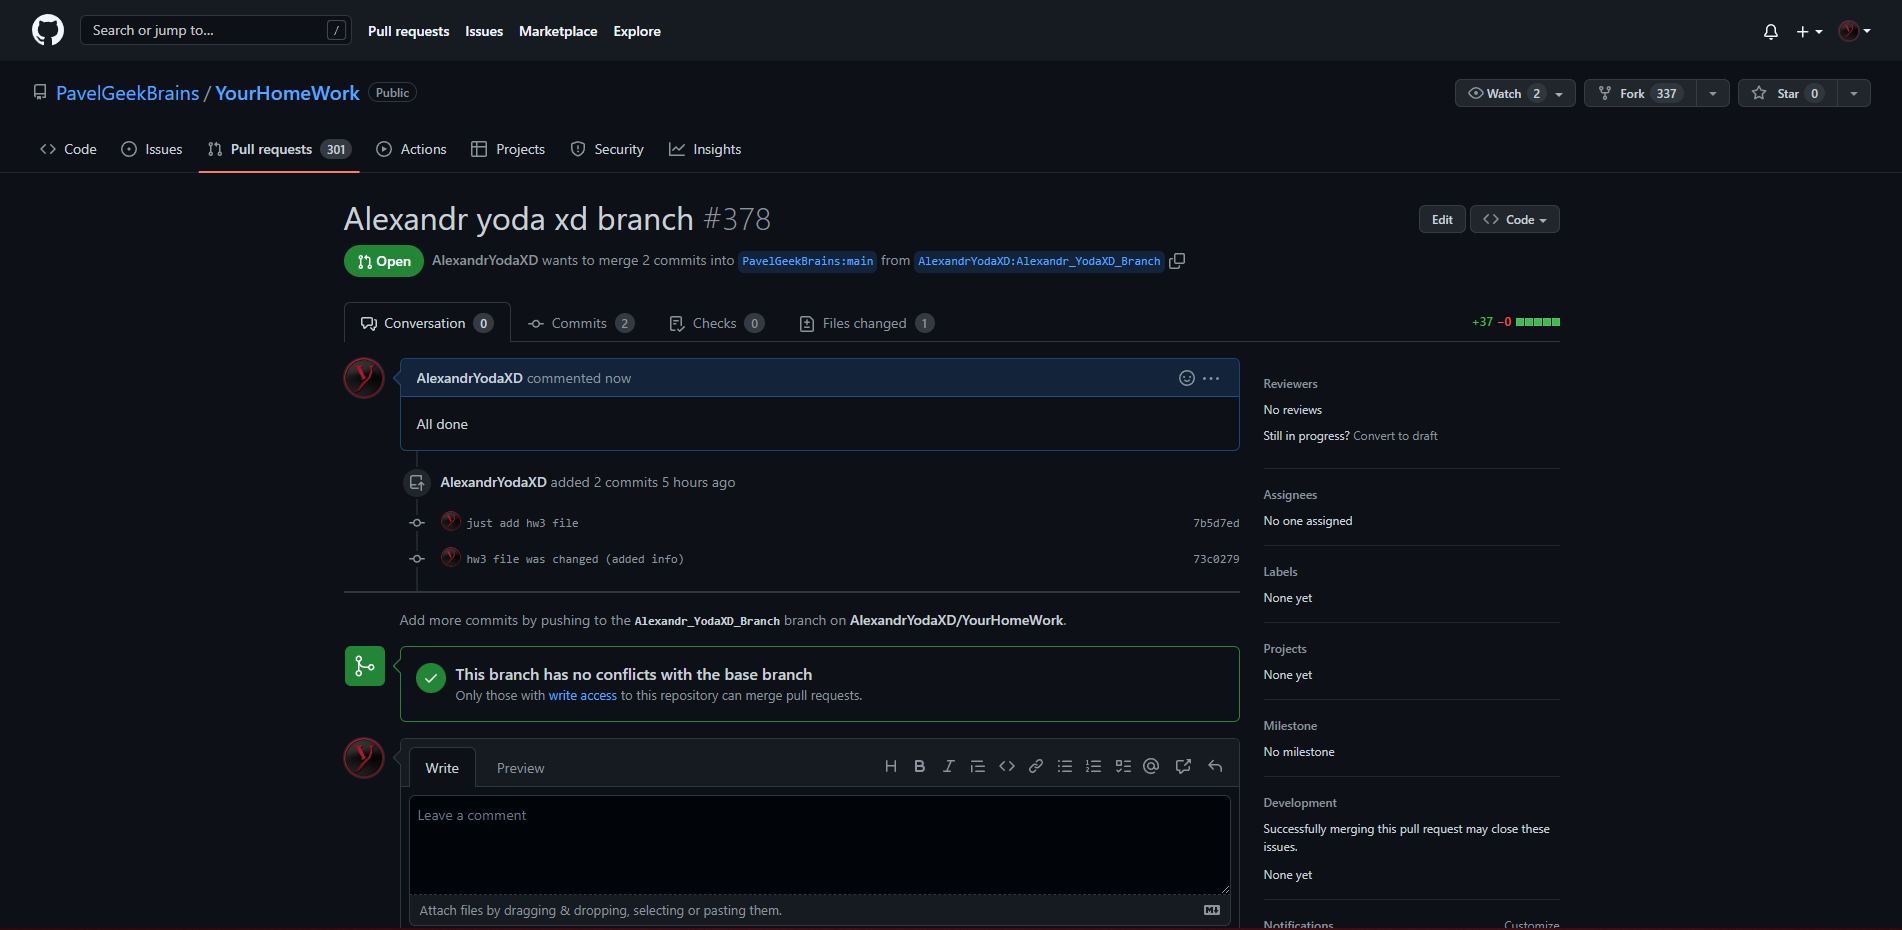 Search or jump to... /
Pull requests Issues Marketplace Explore
PavelGeekBrains / YourHomeWork Public
Watch 2 Fork 337 Star 0
Code Issues Pull requests 301 Actions Projects Security Insights
Alexandr yoda xd branch #378
Edit Code
Open AlexandrYodaXD wants to merge 2 commits into PavelGeekBrains:main from AlexandrYodaXD:Alexandr_YodaXD_Branch
Conversation 0 Commits 2 Checks 0 Files changed 1
+37 −0
AlexandrYodaXD commented now
All done
AlexandrYodaXD added 2 commits 5 hours ago
just add hw3 file 7b5d7ed
hw3 file was changed (added info) 73c0279
Add more commits by pushing to the Alexandr_YodaXD_Branch branch on AlexandrYodaXD/YourHomeWork.
This branch has no conflicts with the base branch
Only those with write access to this repository can merge pull requests.
Write Preview
Leave a comment
Attach files by dragging & dropping, selecting or pasting them.
Reviewers
No reviews
Still in progress? Convert to draft
Assignees
No one assigned
Labels
None yet
Projects
None yet
Milestone
No milestone
Development
Successfully merging this pull request may close these
issues.
None yet
Notifications Customize